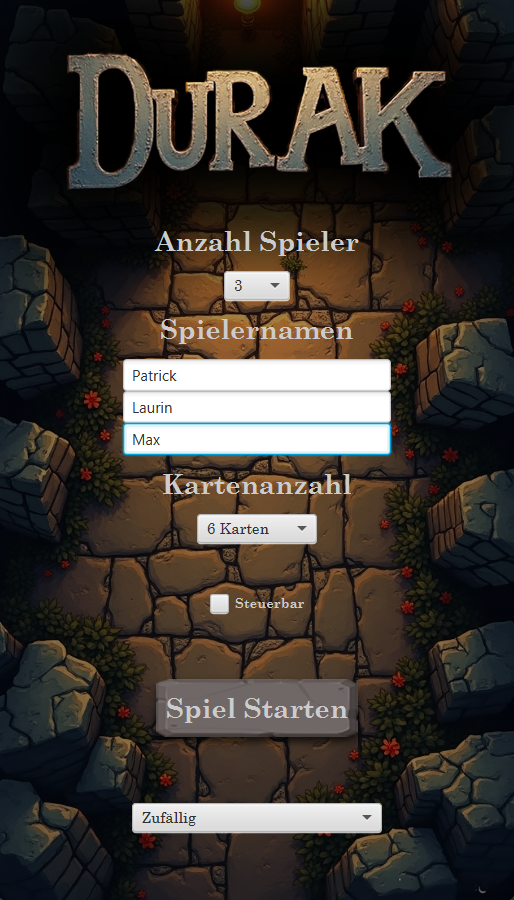 DURAK
Anzahl Spieler
3
Spielernamen
Patrick
Laurin
Max
Kartenanzahl
6 Karten
Steuerbar
Spiel Starten
Zufällig